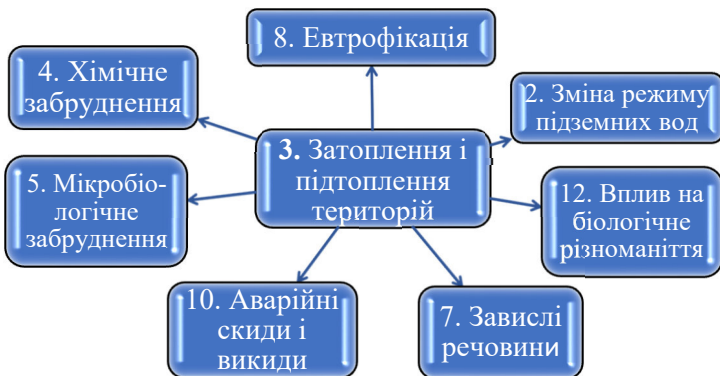 8. Евтрофікація
4. Хімічне
забруднення
2. Зміна режиму
підземних вод
3. Затоплення і
підтоплення
територій
5. Мікробіо-
логічне
забруднення
12. Вплив на
біологічне
різноманіття
10. Аварійні
скиди і
викиди
7. Завислі
речовини